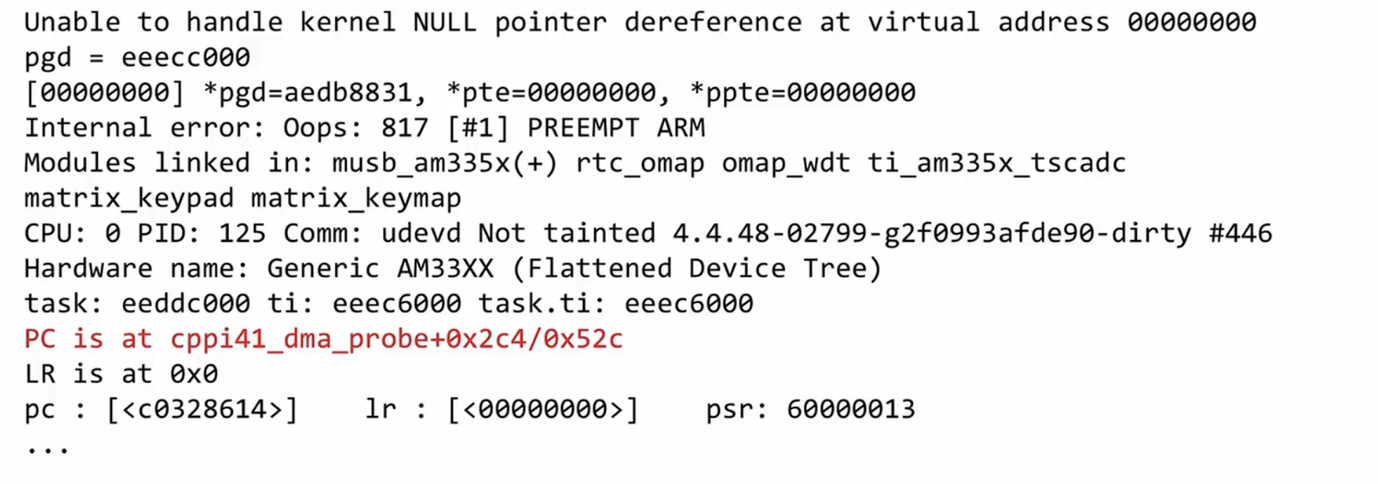 Unable to handle kernel NULL pointer dereference at virtual address 00000000
pgd = eeecc000
[00000000] *pgd=aedb8831, *pte=00000000, *ppte=00000000
Internal error: Oops: 817 [#1] PREEMPT ARM
Modules linked in: musb_am335x(+) rtc_omap omap_wdt ti_am335x_tscadc
matrix_keypad matrix_keymap
CPU: 0 PID: 125 Comm: udevd Not tainted 4.4.48-02799-g2f0993afde90-dirty #446
Hardware name: Generic AM33XX (Flattened Device Tree)
task: eeddc000 ti: eeec6000 task.ti: eeec6000
PC is at cppi41_dma_probe+0x2c4/0x52c
LR is at 0x0
pc : [<c0328614>]    lr : [<00000000>]    psr: 60000013
...